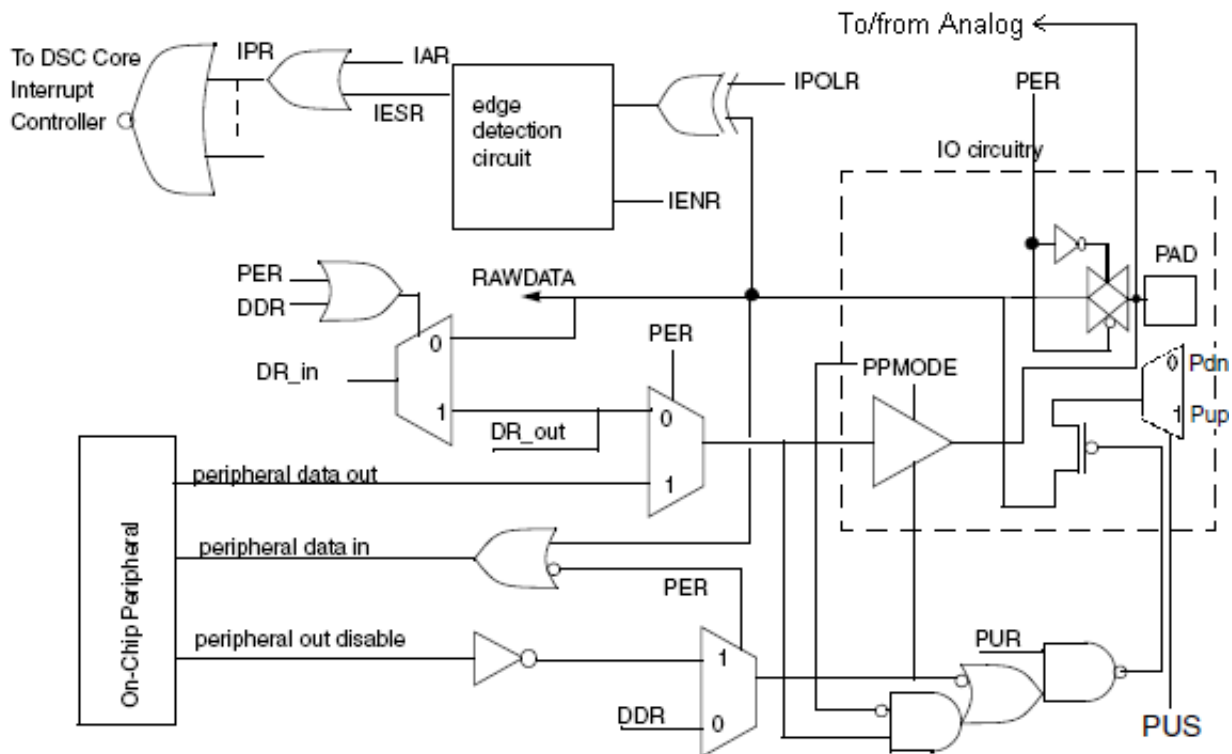 To/from Analog
To DSC Core
Interrupt
Controller
IPR
IAR
IESR
edge
detection
circuit
IPOLR
IENR
PER
IO circuitry
PAD
PER
DDR
RAWDATA
0
1
DR_in
DR_out
PER
0
1
PPMODE
0
Pdn
1
Pup
On-Chip Peripheral
peripheral data out
peripheral data in
peripheral out disable
PER
1
0
DDR
PUR
PUS